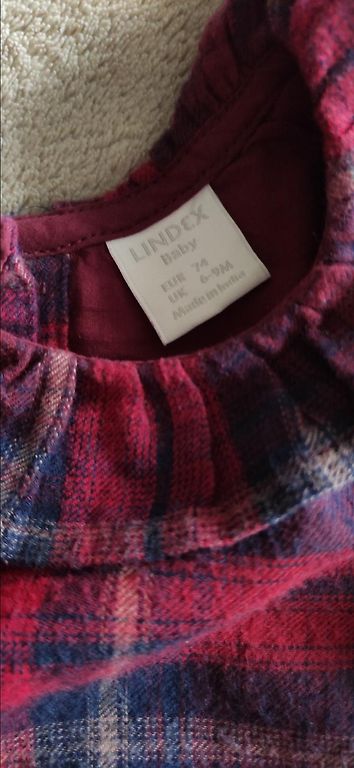 LINDEX
Baby
EUR 74
UK 6-9M
Made in India